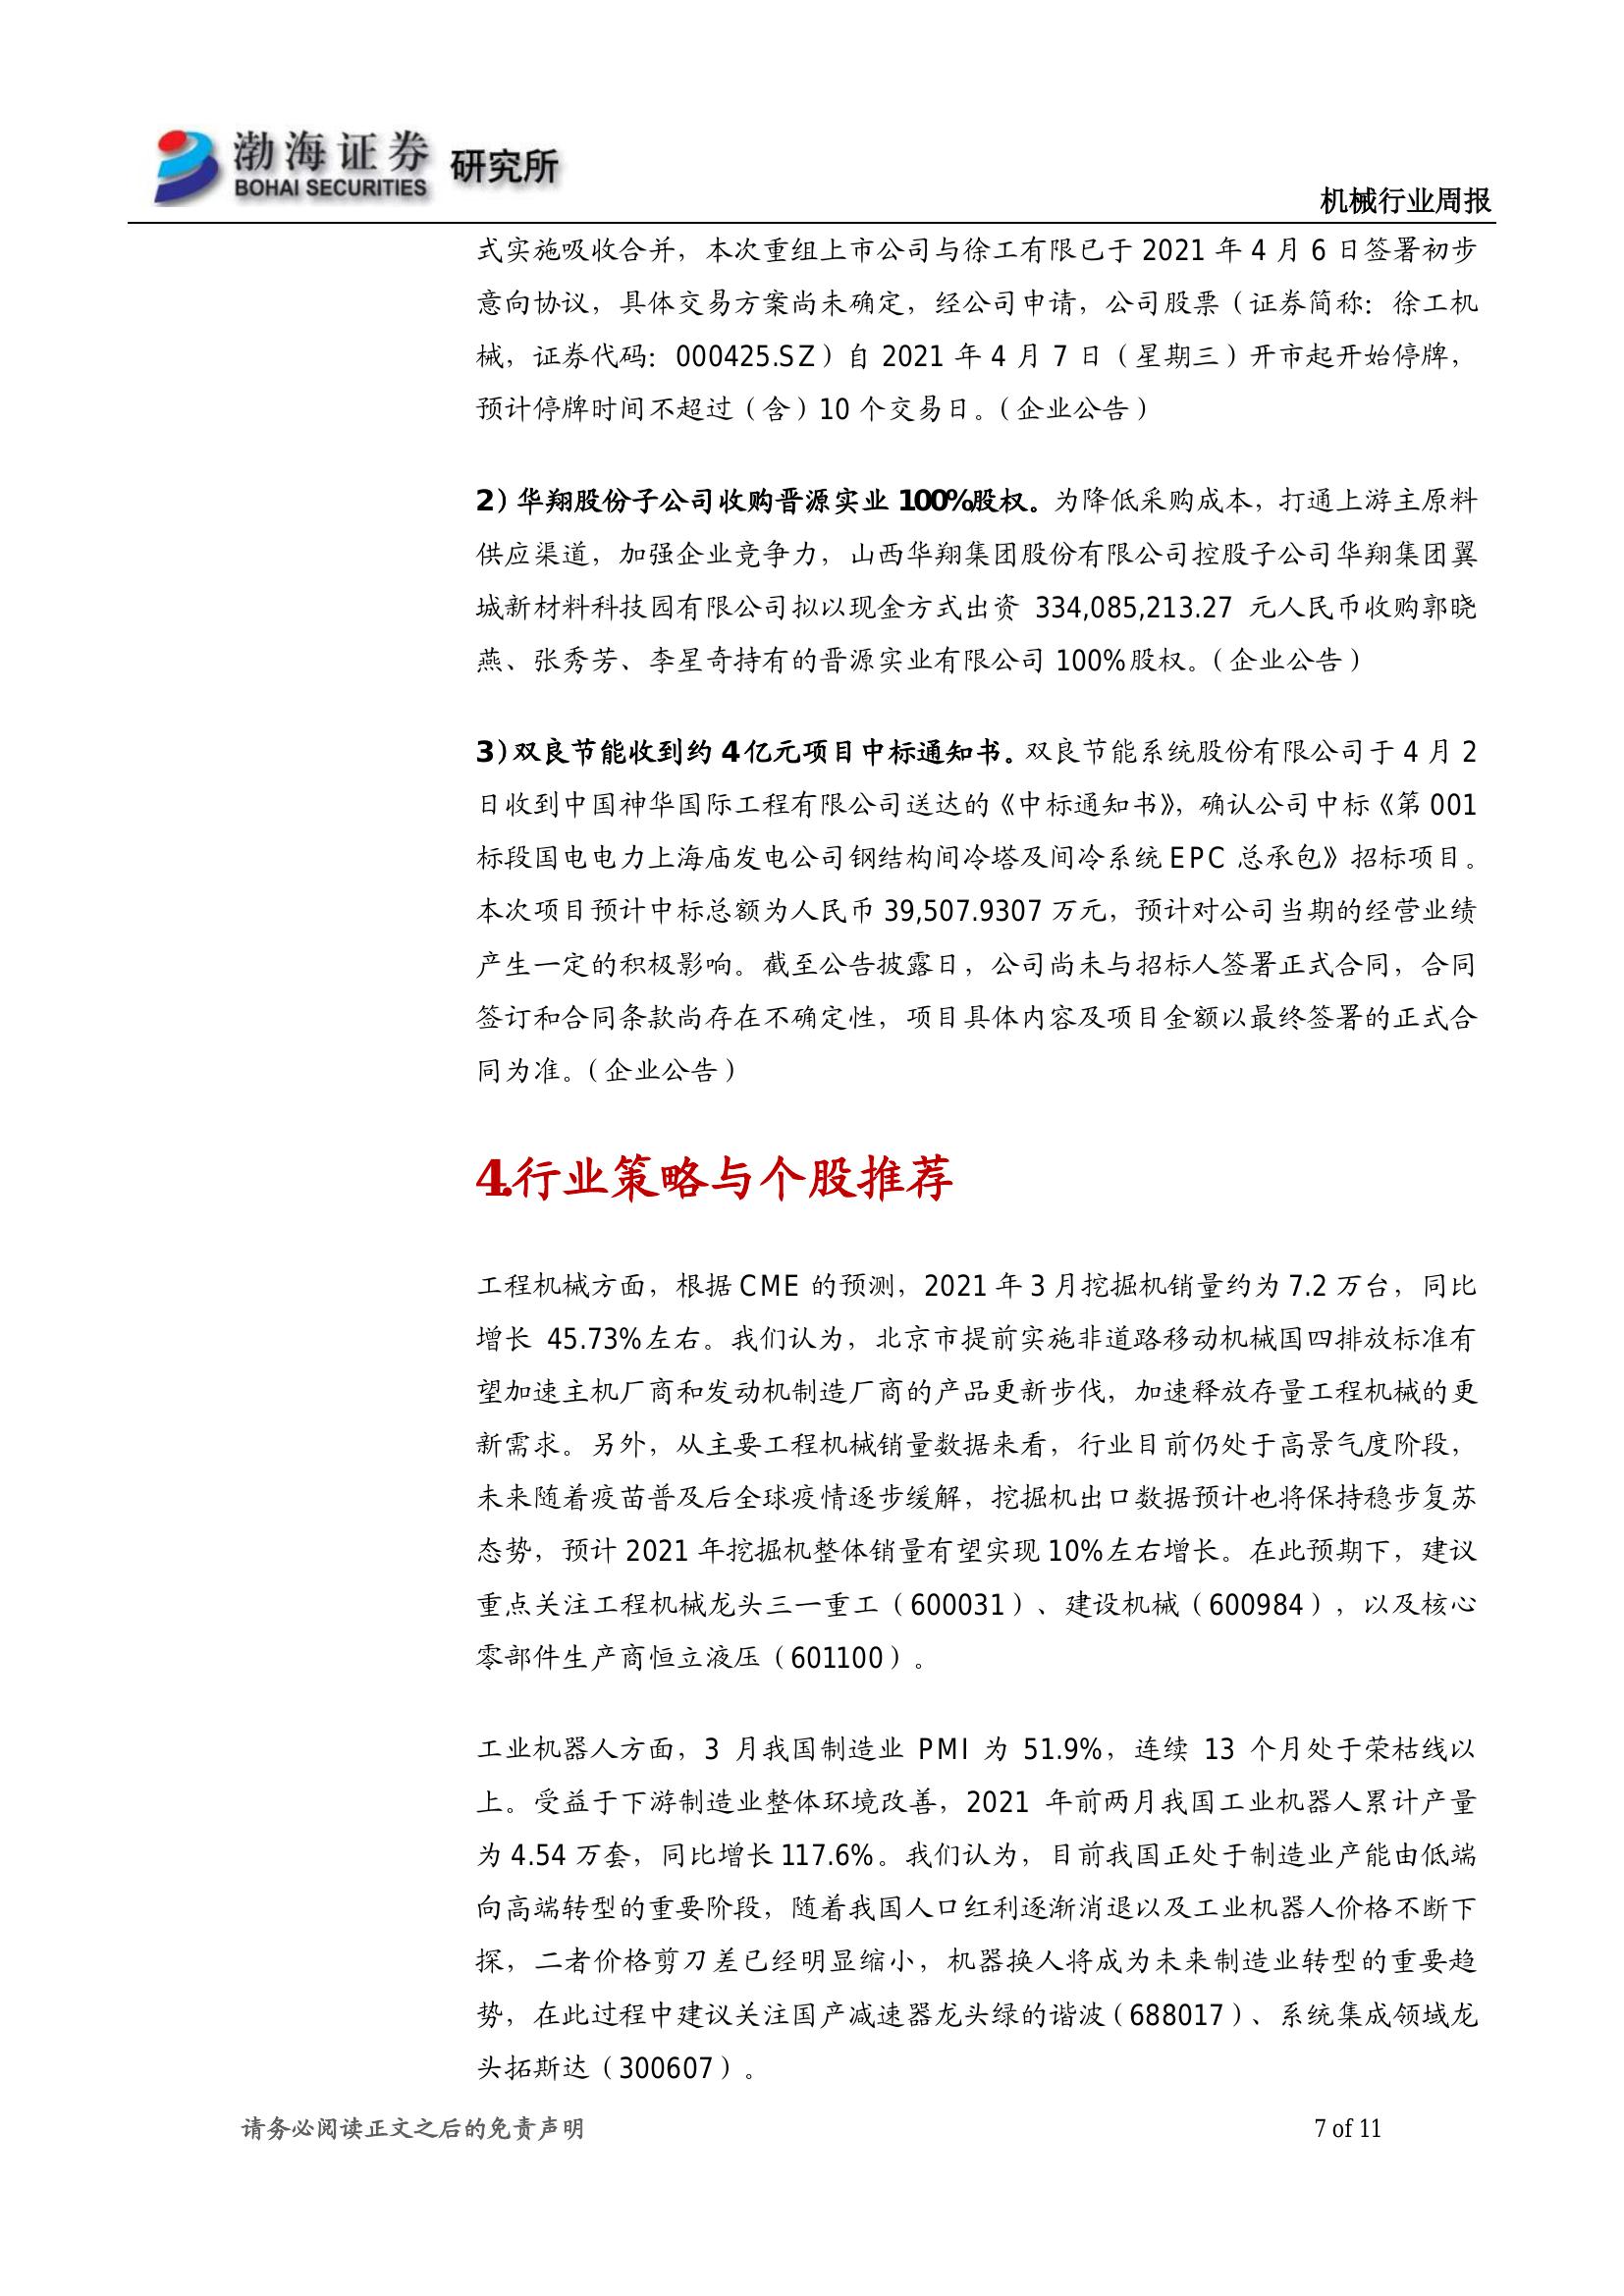 渤海证券 研究所
BOHAI SECURITIES
机械行业周报
式实施吸收合并，本次重组上市公司与徐工有限已于 2021 年 4 月 6 日签署初步
意向协议，具体交易方案尚未确定，经公司申请，公司股票（证券简称：徐工机
械，证券代码：000425.SZ）自 2021 年 4 月 7 日（星期三）开市起开始停牌，
预计停牌时间不超过（含）10 个交易日。（企业公告）
2）华翔股份子公司收购晋源实业 100%股权。为降低采购成本，打通上游主原料
供应渠道，加强企业竞争力，山西华翔集团股份有限公司控股子公司华翔集团翼
城新材料科技园有限公司拟以现金方式出资 334,085,213.27 元人民币收购郭晓
燕、张秀芳、李星奇持有的晋源实业有限公司 100%股权。（企业公告）
3）双良节能收到约 4 亿元项目中标通知书。双良节能系统股份有限公司于 4 月 2
日收到中国神华国际工程有限公司送达的《中标通知书》，确认公司中标《第 001
标段国电电力上海庙发电公司钢结构间冷塔及间冷系统 EPC 总承包》招标项目。
本次项目预计中标总额为人民币 39,507.9307 万元，预计对公司当期的经营业绩
产生一定的积极影响。截至公告披露日，公司尚未与招标人签署正式合同，合同
签订和合同条款尚存在不确定性，项目具体内容及项目金额以最终签署的正式合
同为准。（企业公告）
4.行业策略与个股推荐
工程机械方面，根据 CME 的预测，2021 年 3 月挖掘机销量约为 7.2 万台，同比
增长 45.73%左右。我们认为，北京市提前实施非道路移动机械国四排放标准有
望加速主机厂商和发动机制造厂商的产品更新步伐，加速释放存量工程机械的更
新需求。另外，从主要工程机械销量数据来看，行业目前仍处于高景气度阶段，
未来随着疫苗普及后全球疫情逐步缓解，挖掘机出口数据预计也将保持稳步复苏
态势，预计 2021 年挖掘机整体销量有望实现 10%左右增长。在此预期下，建议
重点关注工程机械龙头三一重工（600031）、建设机械（600984），以及核心
零部件生产商恒立液压（601100）。
工业机器人方面，3 月我国制造业 PMI 为 51.9%，连续 13 个月处于荣枯线以
上。受益于下游制造业整体环境改善，2021 年前两月我国工业机器人累计产量
为 4.54 万套，同比增长 117.6%。我们认为，目前我国正处于制造业产能由低端
向高端转型的重要阶段，随着我国人口红利逐渐消退以及工业机器人价格不断下
探，二者价格剪刀差已经明显缩小，机器换人将成为未来制造业转型的重要趋
势，在此过程中建议关注国产减速器龙头绿的谐波（688017）、系统集成领域龙
头拓斯达（300607）。
请务必阅读正文之后的免责声明
7 of 11